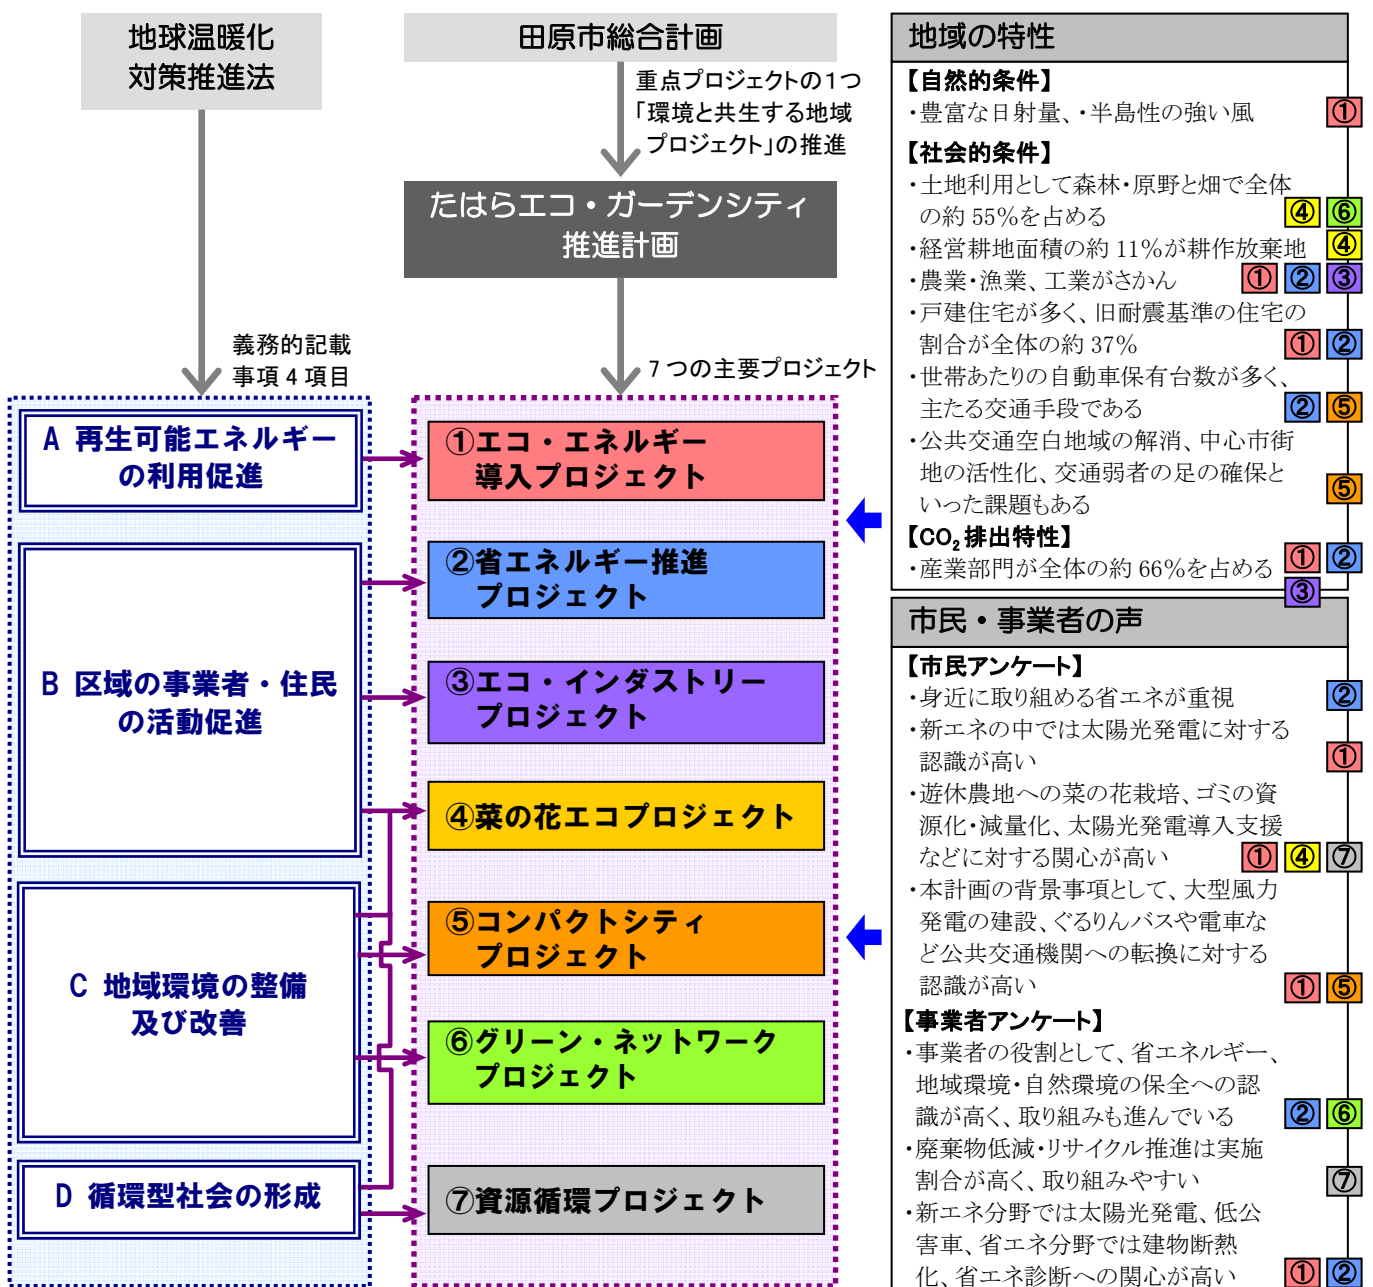 地球温暖化
対策推進法
義務的記載
事項4項目
田原市総合計画
重点プロジェクトの1つ
「環境と共生する地域
プロジェクト」の推進
たはらエコ・ガーデンシティ
推進計画
7つの主要プロジェクト
A 再生可能エネルギー
の利用促進
B 区域の事業者・住民
の活動促進
C 地域環境の整備
及び改善
D 循環型社会の形成
①エコ・エネルギー
導入プロジェクト
②省エネルギー推進
プロジェクト
③エコ・インダストリー
プロジェクト
④菜の花エコプロジェクト
⑤コンパクトシティ
プロジェクト
⑥グリーン・ネットワーク
プロジェクト
⑦資源循環プロジェクト
地域の特性
【自然的条件】
・豊富な日射量、・半島性の強い風 ①
【社会的条件】
・土地利用として森林・原野と畑で全体
の約55%を占める ④ ⑥
・経営耕地面積の約11%が耕作放棄地 ④
・農業・漁業、工業がさかん ① ② ③
・戸建住宅が多く、旧耐震基準の住宅の
割合が全体の約37% ① ②
・世帯あたりの自動車保有台数が多く、
主たる交通手段である ② ⑤
・公共交通空白地域の解消、中心市街
地の活性化、交通弱者の足の確保と
いった課題もある ⑤
【CO₂排出特性】
・産業部門が全体の約66%を占める ① ②
③
市民・事業者の声
【市民アンケート】
・身近に取り組める省エネが重視 ②
・新エネの中では太陽光発電に対する
認識が高い ①
・遊休農地への菜の花栽培、ゴミの資
源化・減量化、太陽光発電導入支援
などに対する関心が高い ① ④ ⑦
・本計画の背景事項として、大型風力
発電の建設、ぐるりんバスや電車な
ど公共交通機関への転換に対する
認識が高い ① ⑤
【事業者アンケート】
・事業者の役割として、省エネルギー、
地域環境・自然環境の保全への認
識が高く、取り組みも進んでいる ② ⑥
・廃棄物低減・リサイクル推進は実施
割合が高く、取り組みやすい ⑦
・新エネ分野では太陽光発電、低公
害車、省エネ分野では建物断熱
化、省エネ診断への関心が高い ① ②